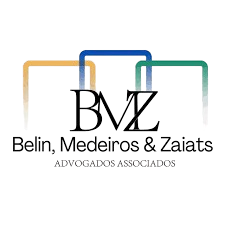 BMZ
Belin, Medeiros & Zaiats
ADVOGADOS ASSOCIADOS